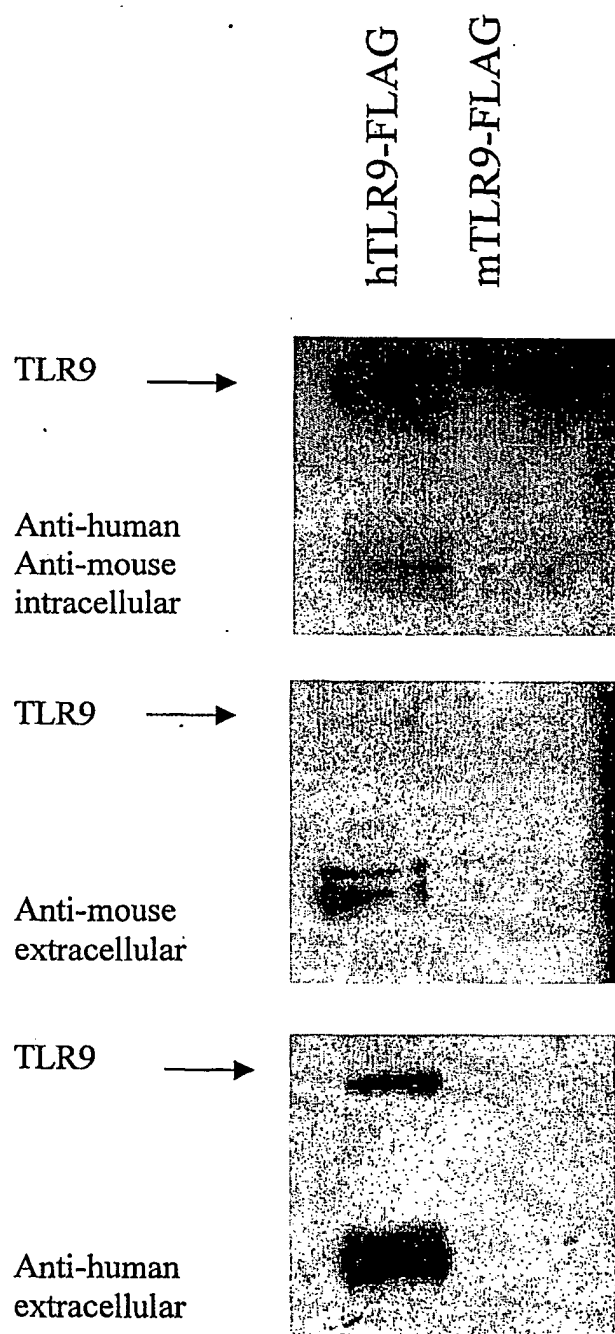 hTLR9-FLAG
mTLR9-FLAG
TLR9
Anti-human
Anti-mouse
intracellular
TLR9
Anti-mouse
extracellular
TLR9
Anti-human
extracellular